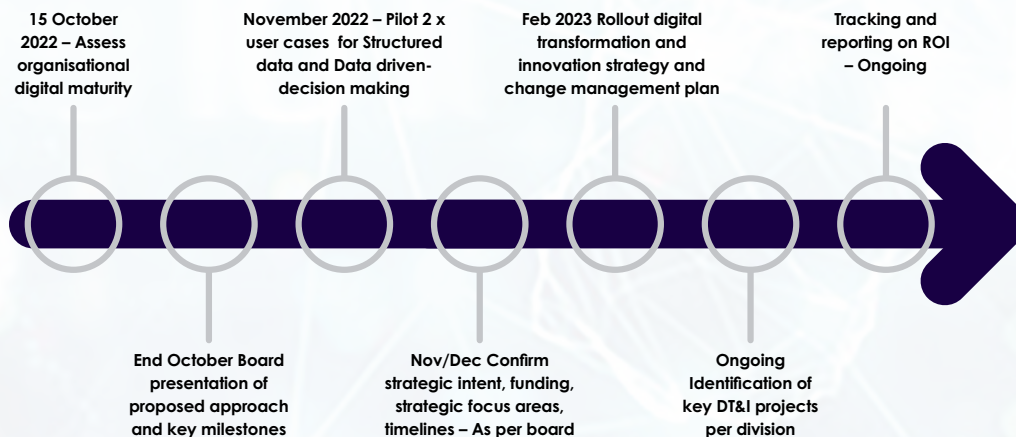 15 October
2022 – Assess
organisational
digital maturity
End October Board
presentation of
proposed approach
and key milestones
November 2022 – Pilot 2 x
user cases for Structured
data and Data driven-
decision making
Nov/Dec Confirm
strategic intent, funding,
strategic focus areas,
timelines – As per board
Feb 2023 Rollout digital
transformation and
innovation strategy and
change management plan
Ongoing
Identification of
key DT&I projects
per division
Tracking and
reporting on ROI
– Ongoing